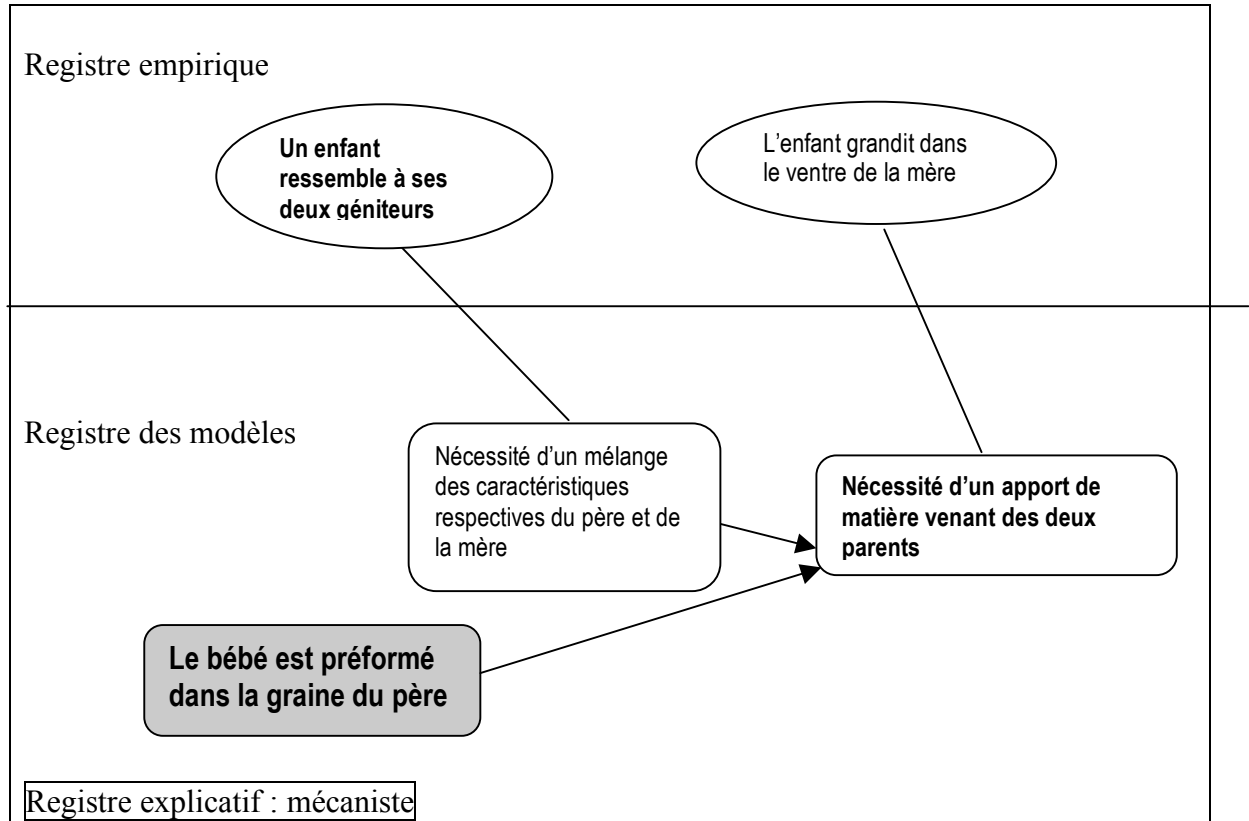 Registre empirique
Un enfant
ressemble à ses
deux géniteurs
L'enfant grandit dans
le ventre de la mère
Registre des modèles
Nécessité d'un mélange
des caractéristiques
respectives du père et de
la mère
Nécessité d'un apport de
matière venant des deux
parents
Le bébé est préformé
dans la graine du père
Registre explicatif : mécaniste